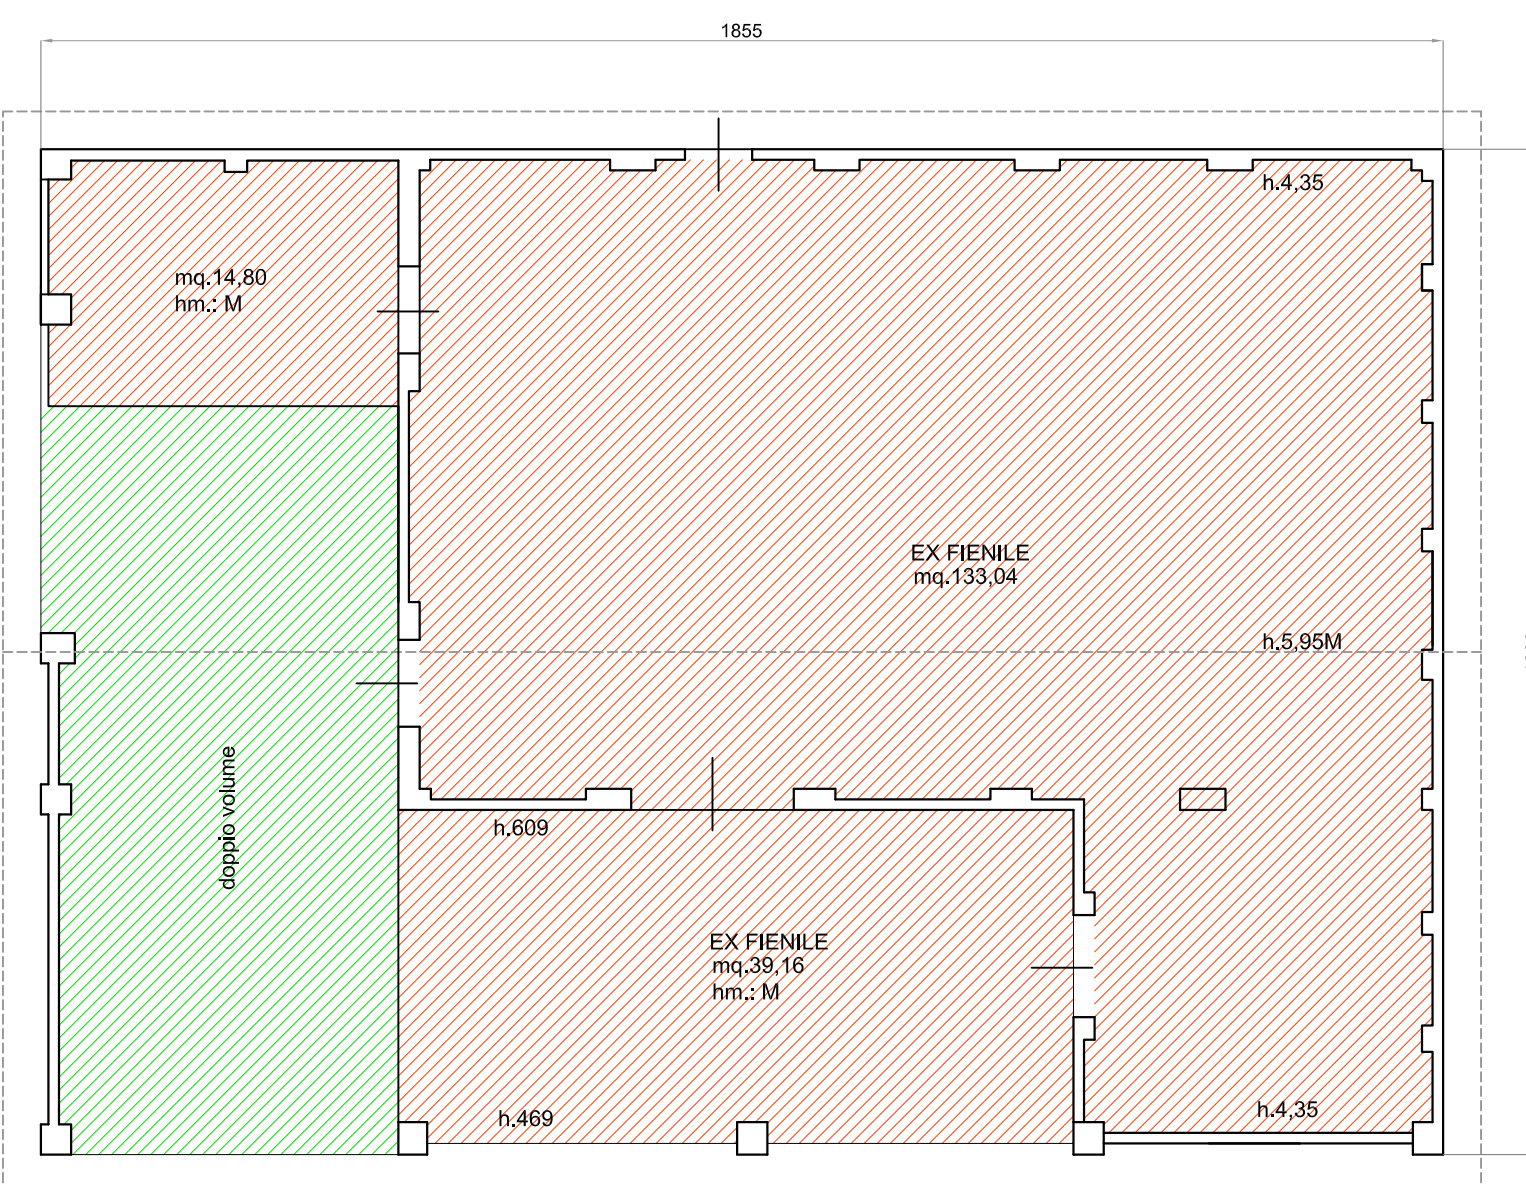 1855
h.4,35
mq.14,80
hm.: M
EX FIENILE
mq.133,04
h.5,95M
doppio volume
h.609
EX FIENILE
mq.39,16
hm.: M
h.469
h.4,35